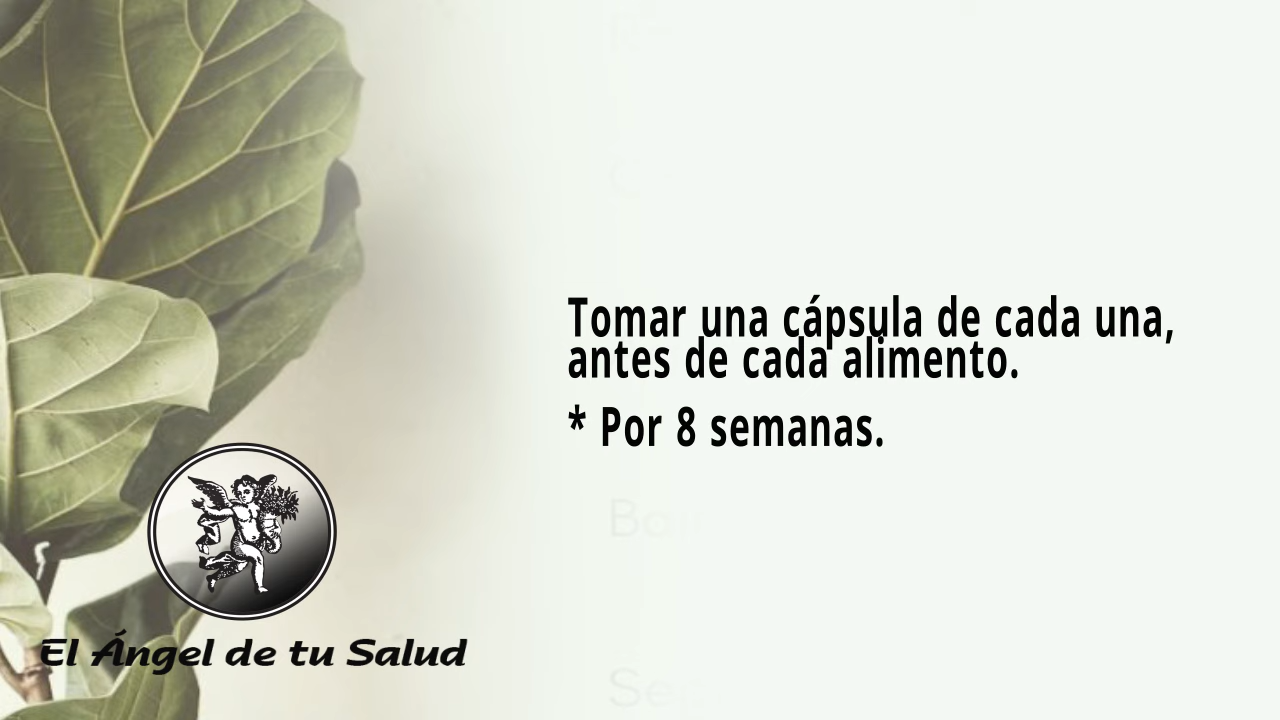 Tomar una cápsula de cada una,
antes de cada alimento.
* Por 8 semanas.
El Ángel de tu Salud